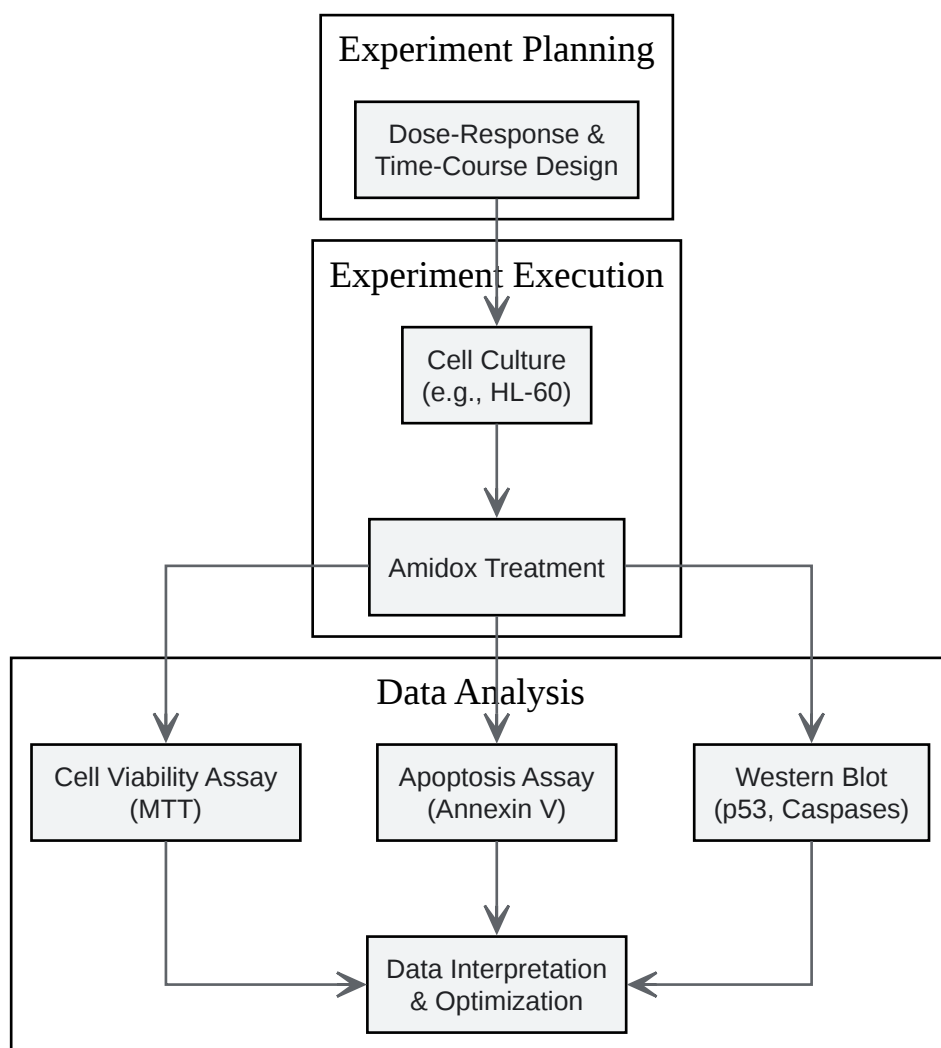 Experiment Planning
Dose-Response &
Time-Course Design
Experiment Execution
Cell Culture
(e.g., HL-60)
Amidox Treatment
Data Analysis
Cell Viability Assay
(MTT)
Apoptosis Assay
(Annexin V)
Western Blot
(p53, Caspases)
Data Interpretation
& Optimization